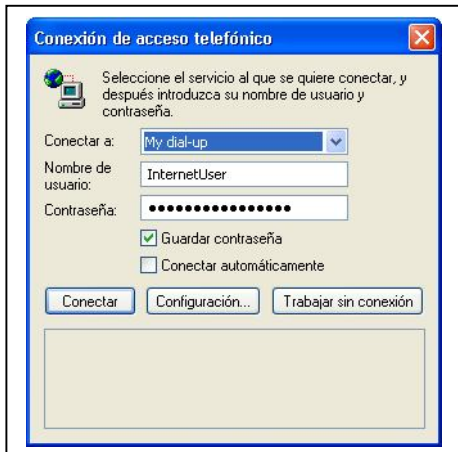 Conexión de acceso telefónico
Seleccione el servicio al que se quiere conectar, y
después introduzca su nombre de usuario y
contraseña.
Conectar a: My dial-up
Nombre de
usuario: InternetUser
Contraseña: ●●●●●●●●●●●●●●●●
Guardar contraseña
Conectar automáticamente
Conectar Configuración... Trabajar sin conexión